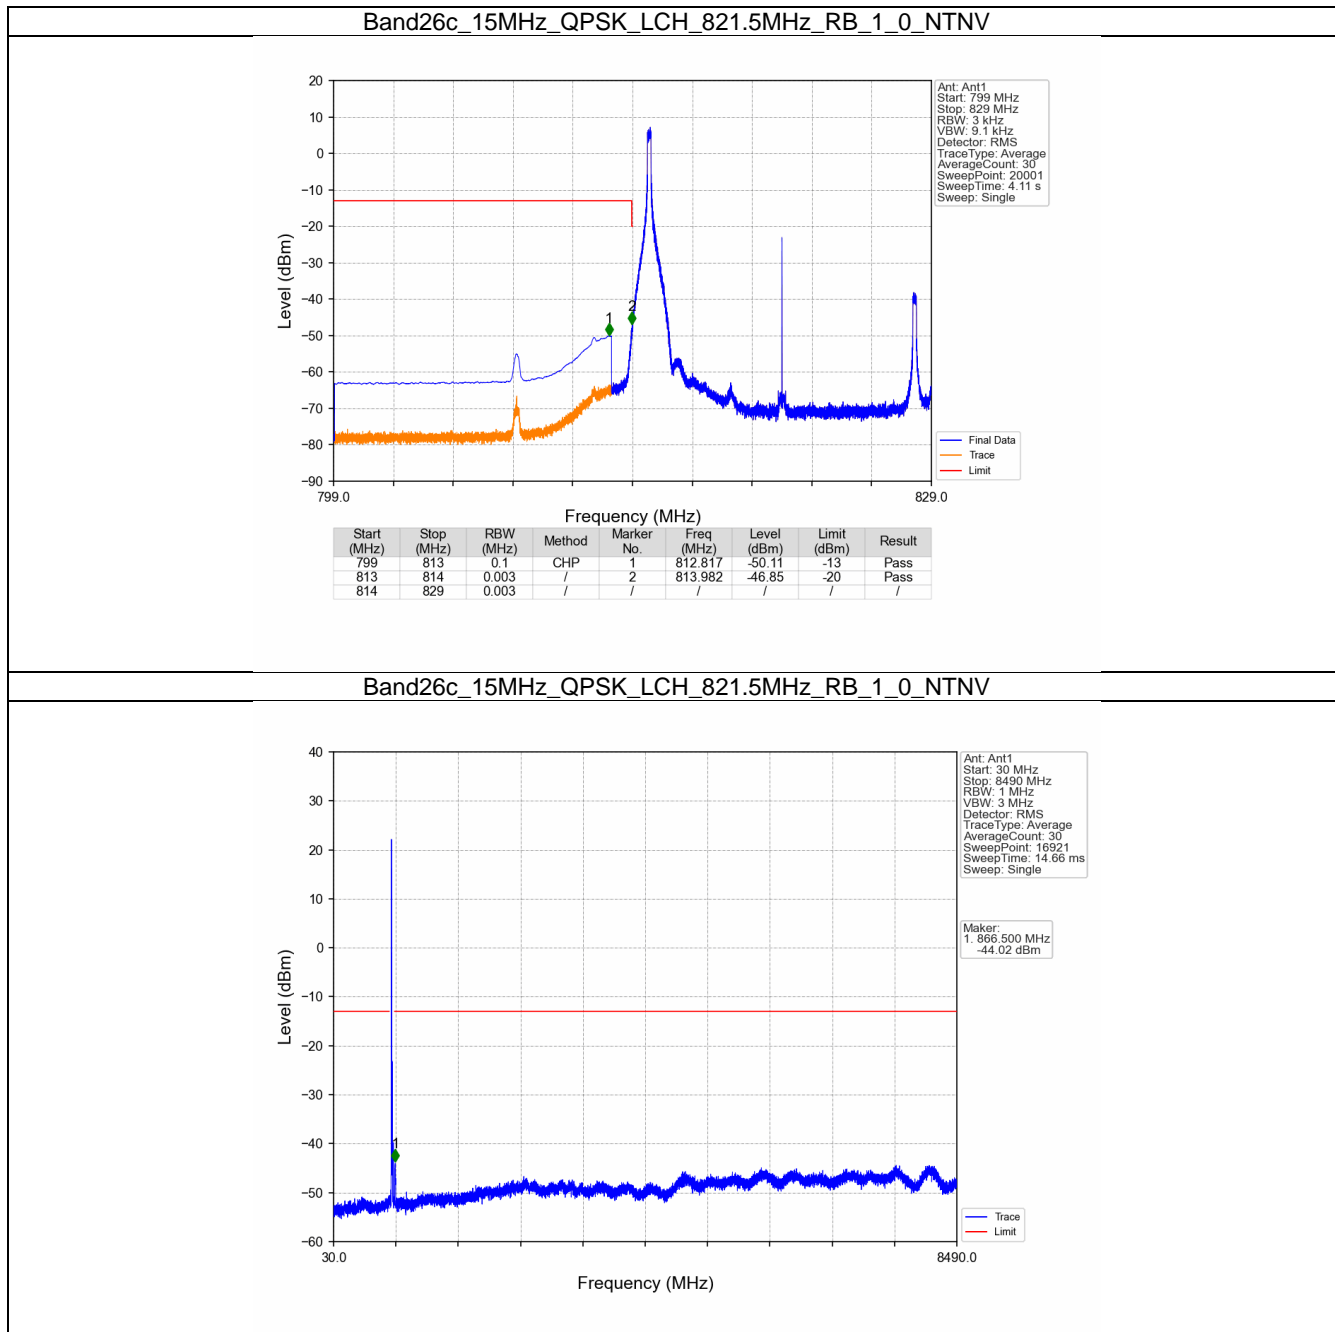 Band26c_15MHz_QPSK_LCH_821.5MHz_RB_1_0_NTNV
20
10
0
−10
−20
−30
−40
−50
−60
−70
−80
−90
Level (dBm)
1
2
799.0
829.0
Frequency (MHz)
Ant: Ant1
Start: 799 MHz
Stop: 829 MHz
RBW: 3 kHz
VBW: 9.1 kHz
Detector: RMS
TraceType: Average
AverageCount: 30
SweepPoint: 20001
SweepTime: 4.11 s
Sweep: Single
Final Data
Trace
Limit
Start (MHz) Stop (MHz) RBW (MHz) Method Marker No. Freq (MHz) Level (dBm) Limit (dBm) Result
799 813 0.1 CHP 1 812.817 -50.11 -13 Pass
813 814 0.003 / 2 813.982 -46.85 -20 Pass
814 829 0.003 / / / / / /
Band26c_15MHz_QPSK_LCH_821.5MHz_RB_1_0_NTNV
40
30
20
10
0
−10
−20
−30
−40
−50
−60
Level (dBm)
1
30.0
8490.0
Frequency (MHz)
Ant: Ant1
Start: 30 MHz
Stop: 8490 MHz
RBW: 1 MHz
VBW: 3 MHz
Detector: RMS
TraceType: Average
AverageCount: 30
SweepPoint: 16921
SweepTime: 14.66 ms
Sweep: Single
Maker:
1. 866.500 MHz
-44.02 dBm
Trace
Limit